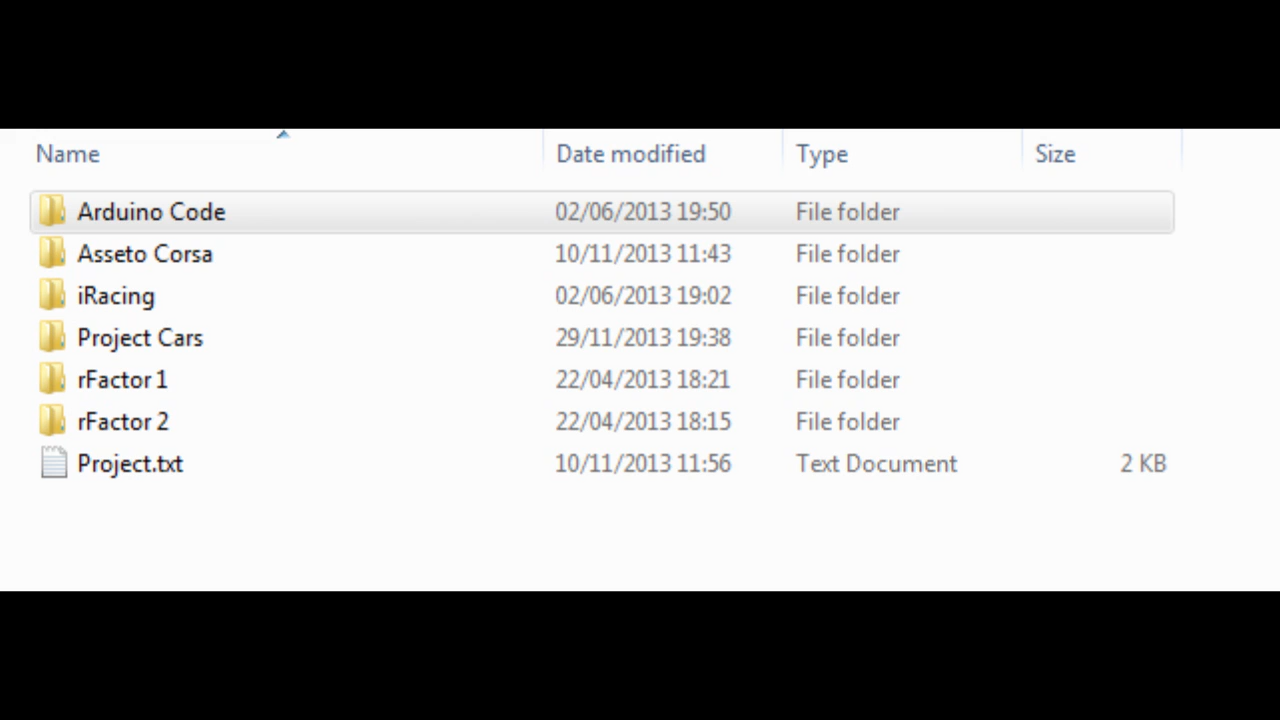 Name Date modified Type Size
Arduino Code 02/06/2013 19:50 File folder
Asseto Corsa 10/11/2013 11:43 File folder
iRacing 02/06/2013 19:02 File folder
Project Cars 29/11/2013 19:38 File folder
rFactor 1 22/04/2013 18:21 File folder
rFactor 2 22/04/2013 18:15 File folder
Project.txt 10/11/2013 11:56 Text Document 2 KB